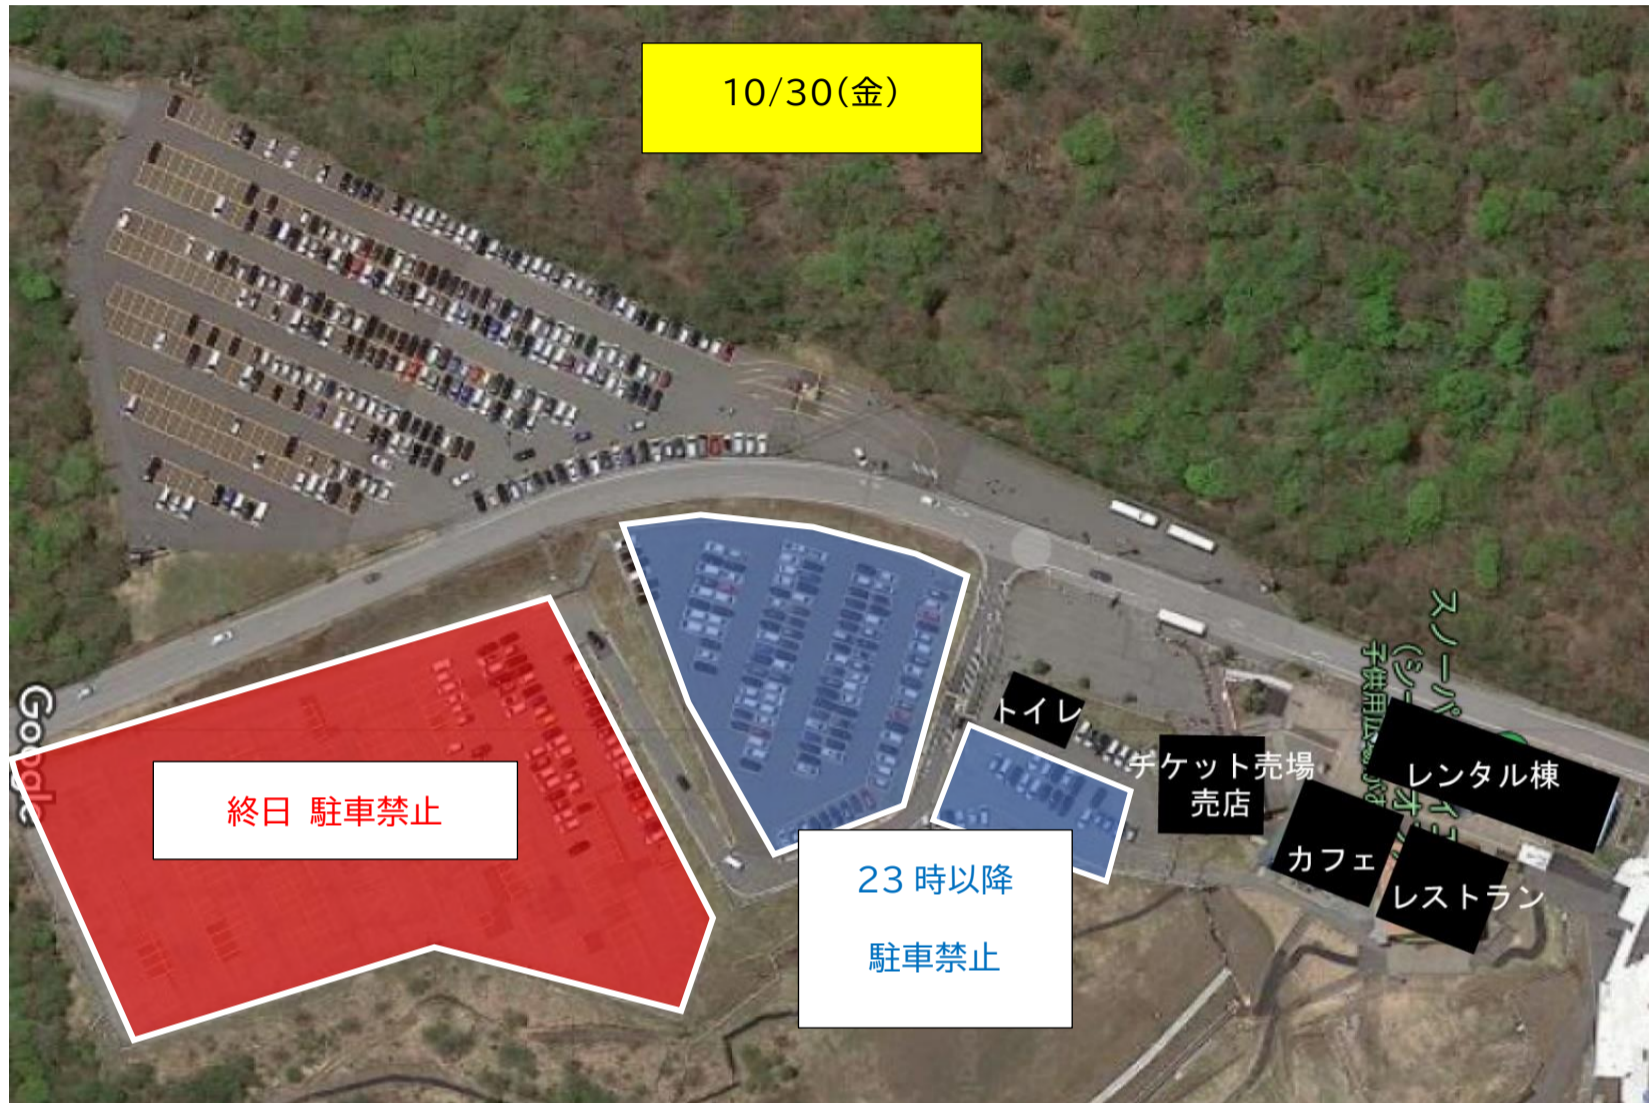 10/30(金)
終日 駐車禁止
23時以降
駐車禁止
トイレ
チケット売場
売店
カフェ
レストラン
レンタル棟
Google